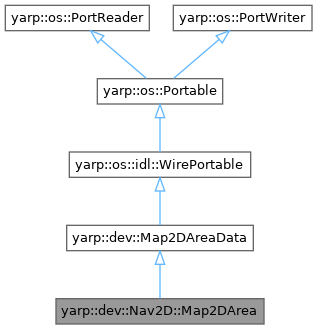 yarp::os::PortReader
yarp::os::PortWriter
yarp::os::Portable
yarp::os::idl::WirePortable
yarp::dev::Map2DAreaData
yarp::dev::Nav2D::Map2DArea